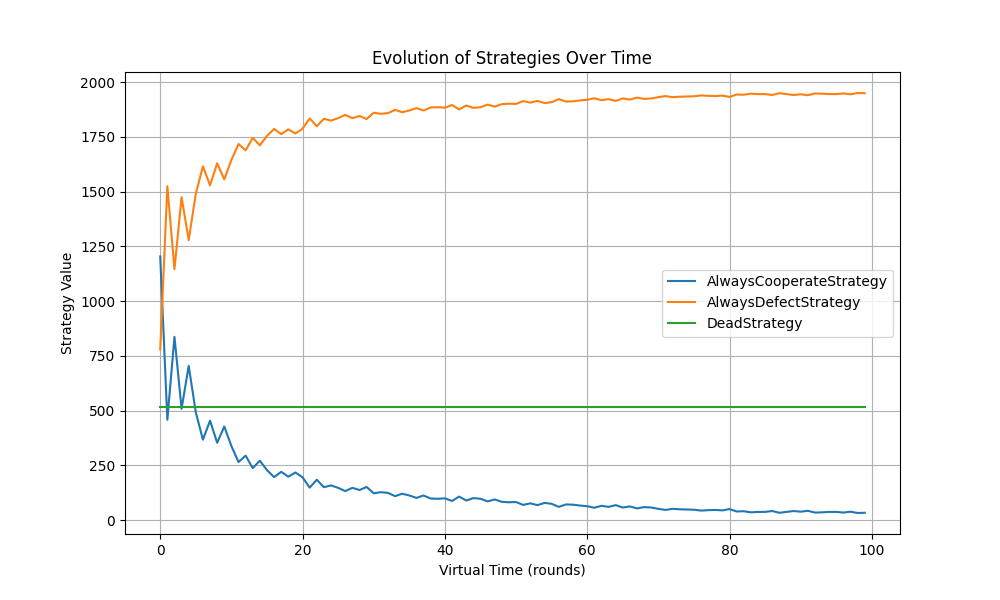 Evolution of Strategies Over Time
Strategy Value
2000
1750
1500
1250
1000
750
500
250
0
AlwaysCooperateStrategy
AlwaysDefectStrategy
DeadStrategy
0 20 40 60 80 100
Virtual Time (rounds)